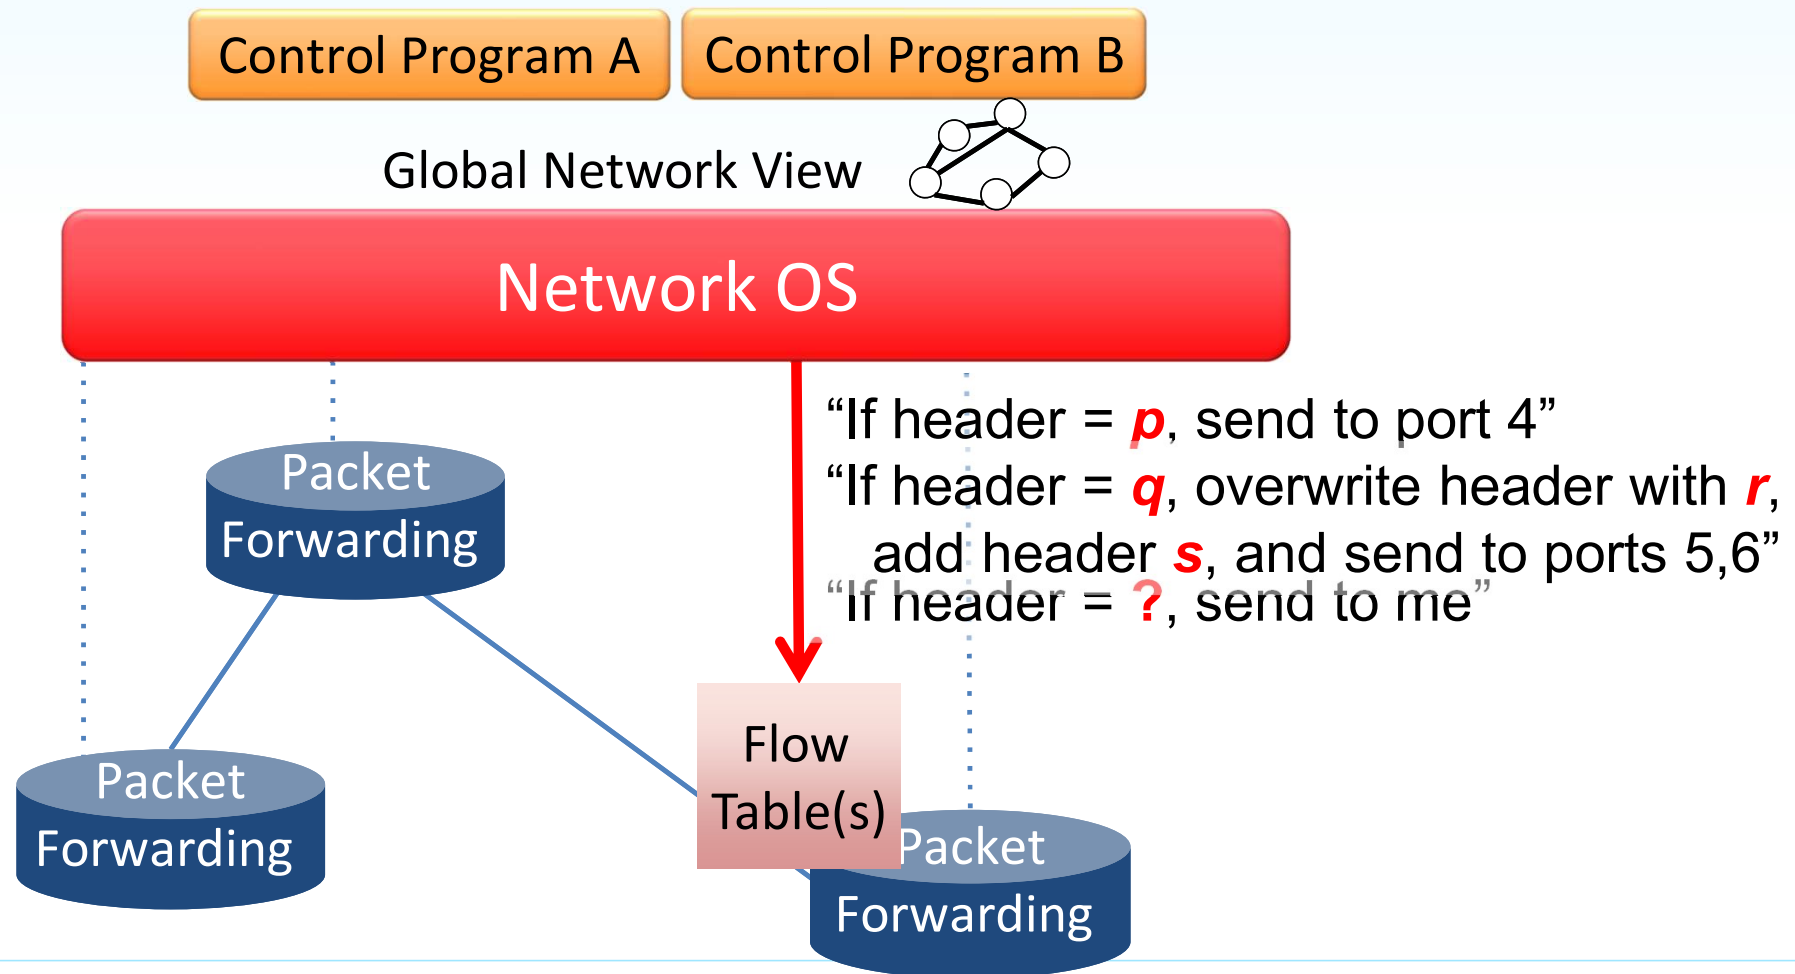 Control Program A
Control Program B
Global Network View
Network OS
“If header = p, send to port 4”
“If header = q, overwrite header with r,
add header s, and send to ports 5,6”
“If header = ?, send to me”
Packet
Forwarding
Flow
Table(s)
Packet
Forwarding
Packet
Forwarding